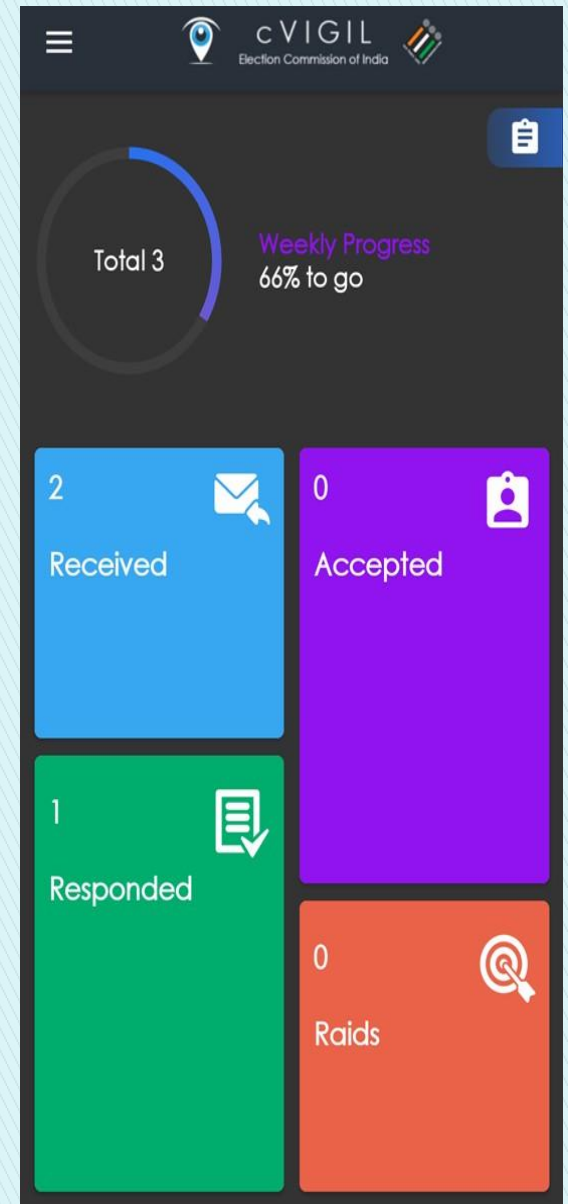 cVIGIL
Election Commission of India
Total 3
Weekly Progress
66% to go
2
Received
0
Accepted
1
Responded
0
Raids